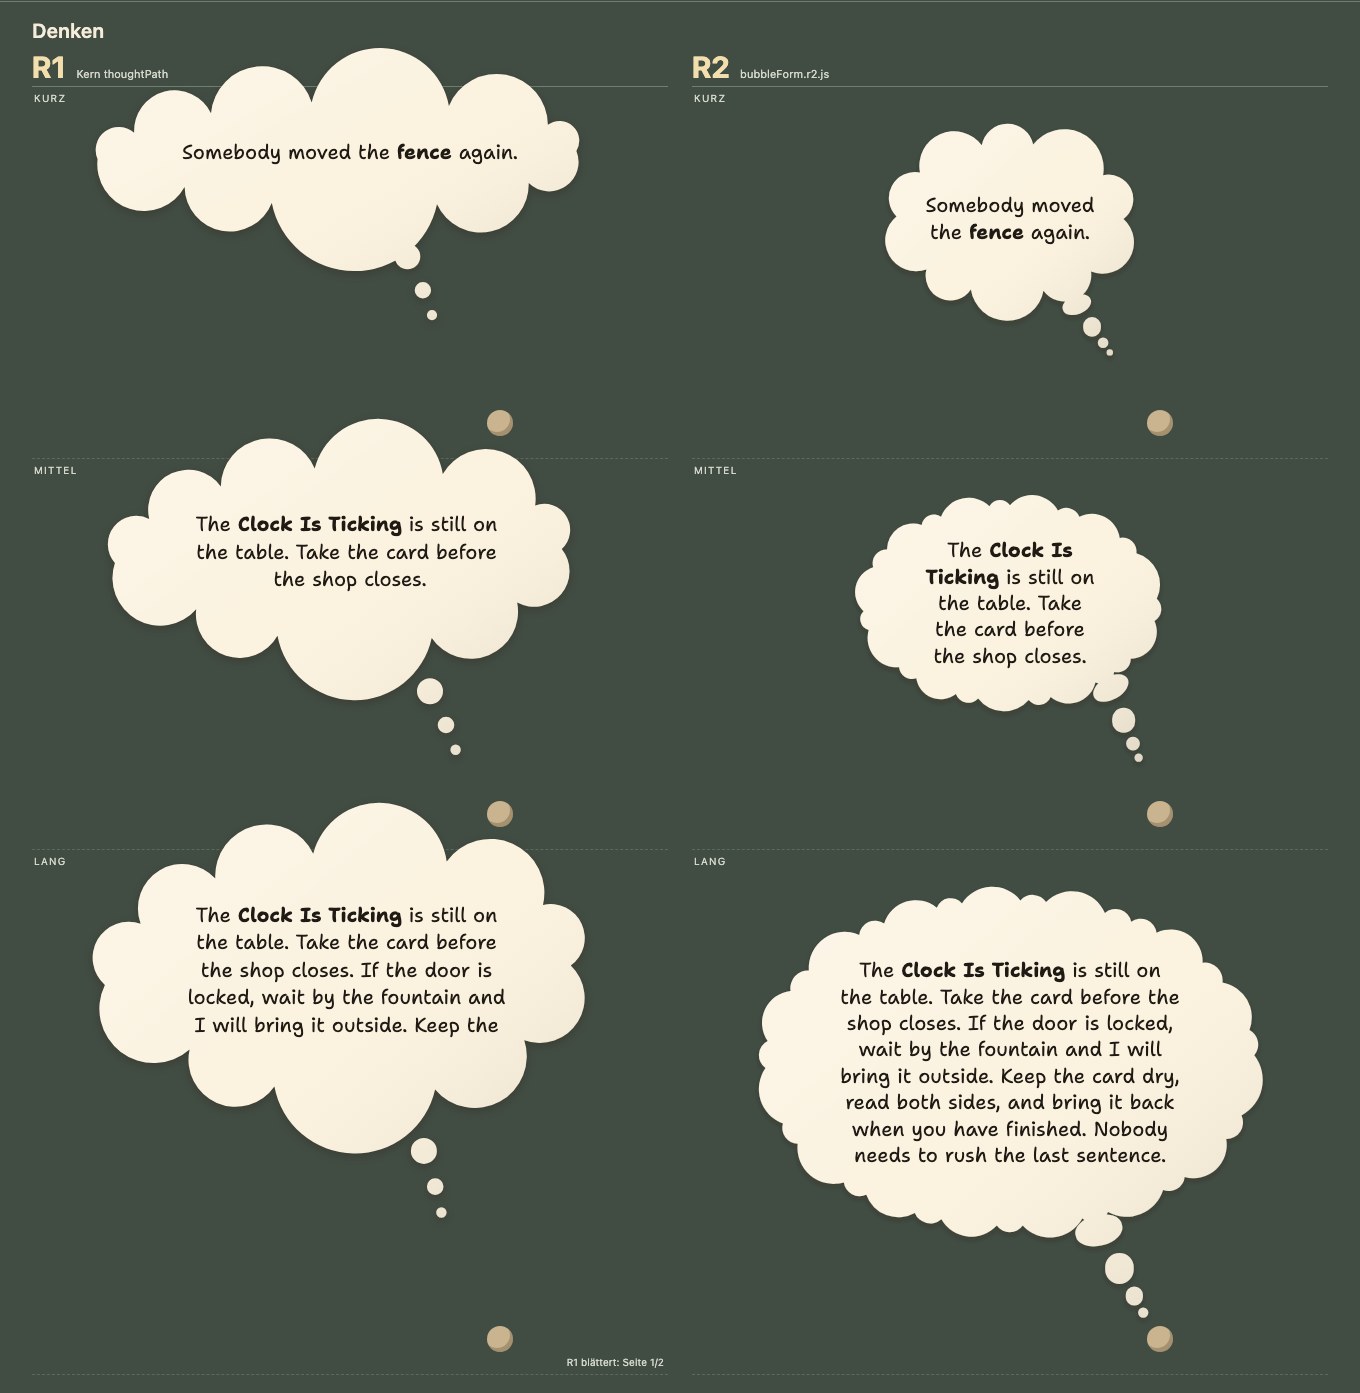 Denken
R1 Kern thoughtPath
KURZ
Somebody moved the fence again.
MITTEL
The Clock Is Ticking is still on
the table. Take the card before
the shop closes.
LANG
The Clock Is Ticking is still on
the table. Take the card before
the shop closes. If the door is
locked, wait by the fountain and
I will bring it outside. Keep the
R1 blättert: Seite 1/2
R2 bubbleForm.r2.js
KURZ
Somebody moved
the fence again.
MITTEL
The Clock Is
Ticking is still on
the table. Take
the card before
the shop closes.
LANG
The Clock Is Ticking is still on
the table. Take the card before the
shop closes. If the door is locked,
wait by the fountain and I will
bring it outside. Keep the card dry,
read both sides, and bring it back
when you have finished. Nobody
needs to rush the last sentence.